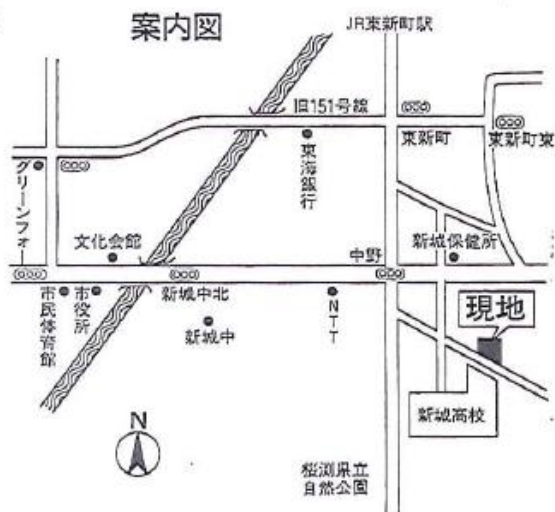 案内図
JR東新町駅
旧151号線
東新町
東新町東
東海銀行
グリーンフォー
文化会館
中野
新城保健所
市民体育館
市役所
新城中北
新城中
NTT
現地
新城高校
N
桜渕県立
自然公園